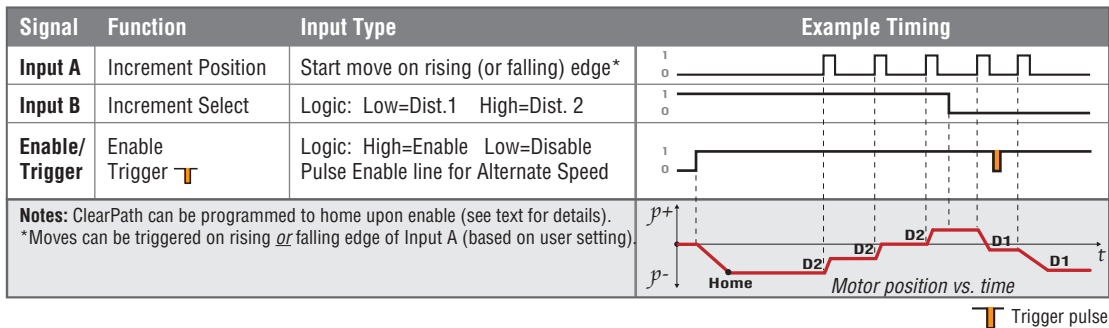 Signal Function Input Type Example Timing
Input A Increment Position Start move on rising (or falling) edge*
1
0
Input B Increment Select Logic: Low=Dist.1 High=Dist. 2
1
0
Enable/ Enable Logic: High=Enable Low=Disable
Trigger Trigger Pulse Enable line for Alternate Speed
1
0
Notes: ClearPath can be programmed to home upon enable (see text for details).
*Moves can be triggered on rising or falling edge of Input A (based on user setting).
p+
p-
Home
D2
D2
D2
D1
D1
t
Motor position vs. time
Trigger pulse